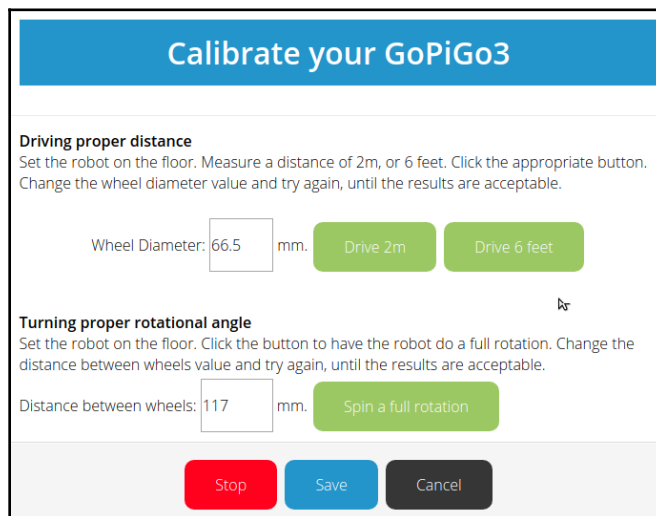 Calibrate your GoPiGo3
Driving proper distance
Set the robot on the floor. Measure a distance of 2m, or 6 feet. Click the appropriate button.
Change the wheel diameter value and try again, until the results are acceptable.
Wheel Diameter: 66.5 mm. Drive 2m Drive 6 feet
Turning proper rotational angle
Set the robot on the floor. Click the button to have the robot do a full rotation. Change the
distance between wheels value and try again, until the results are acceptable.
Distance between wheels: 117 mm. Spin a full rotation
Stop Save Cancel